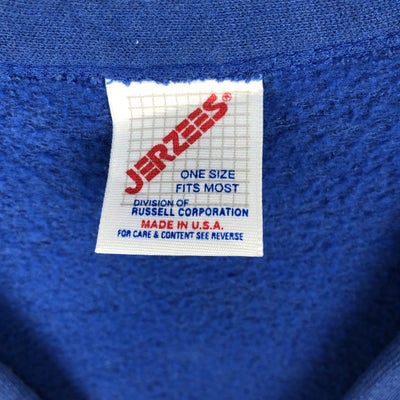 JERZEES®
ONE SIZE
FITS MOST
DIVISION OF
RUSSELL CORPORATION
MADE IN U.S.A.
FOR CARE & CONTENT SEE REVERSE